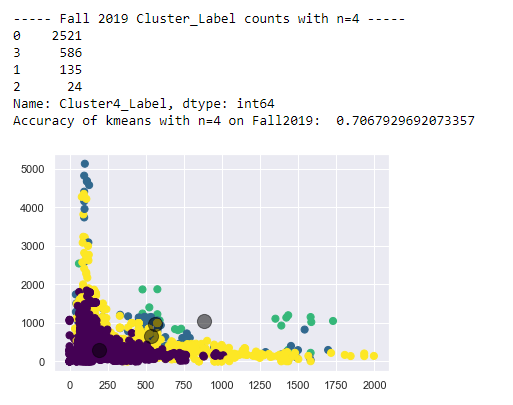 ----- Fall 2019 Cluster_Label counts with n=4 -----
0    2521
3     586
1     135
2      24
Name: Cluster4_Label, dtype: int64
Accuracy of kmeans with n=4 on Fall2019:  0.7067929692073357
5000
4000
3000
2000
1000
0
0 250 500 750 1000 1250 1500 1750 2000